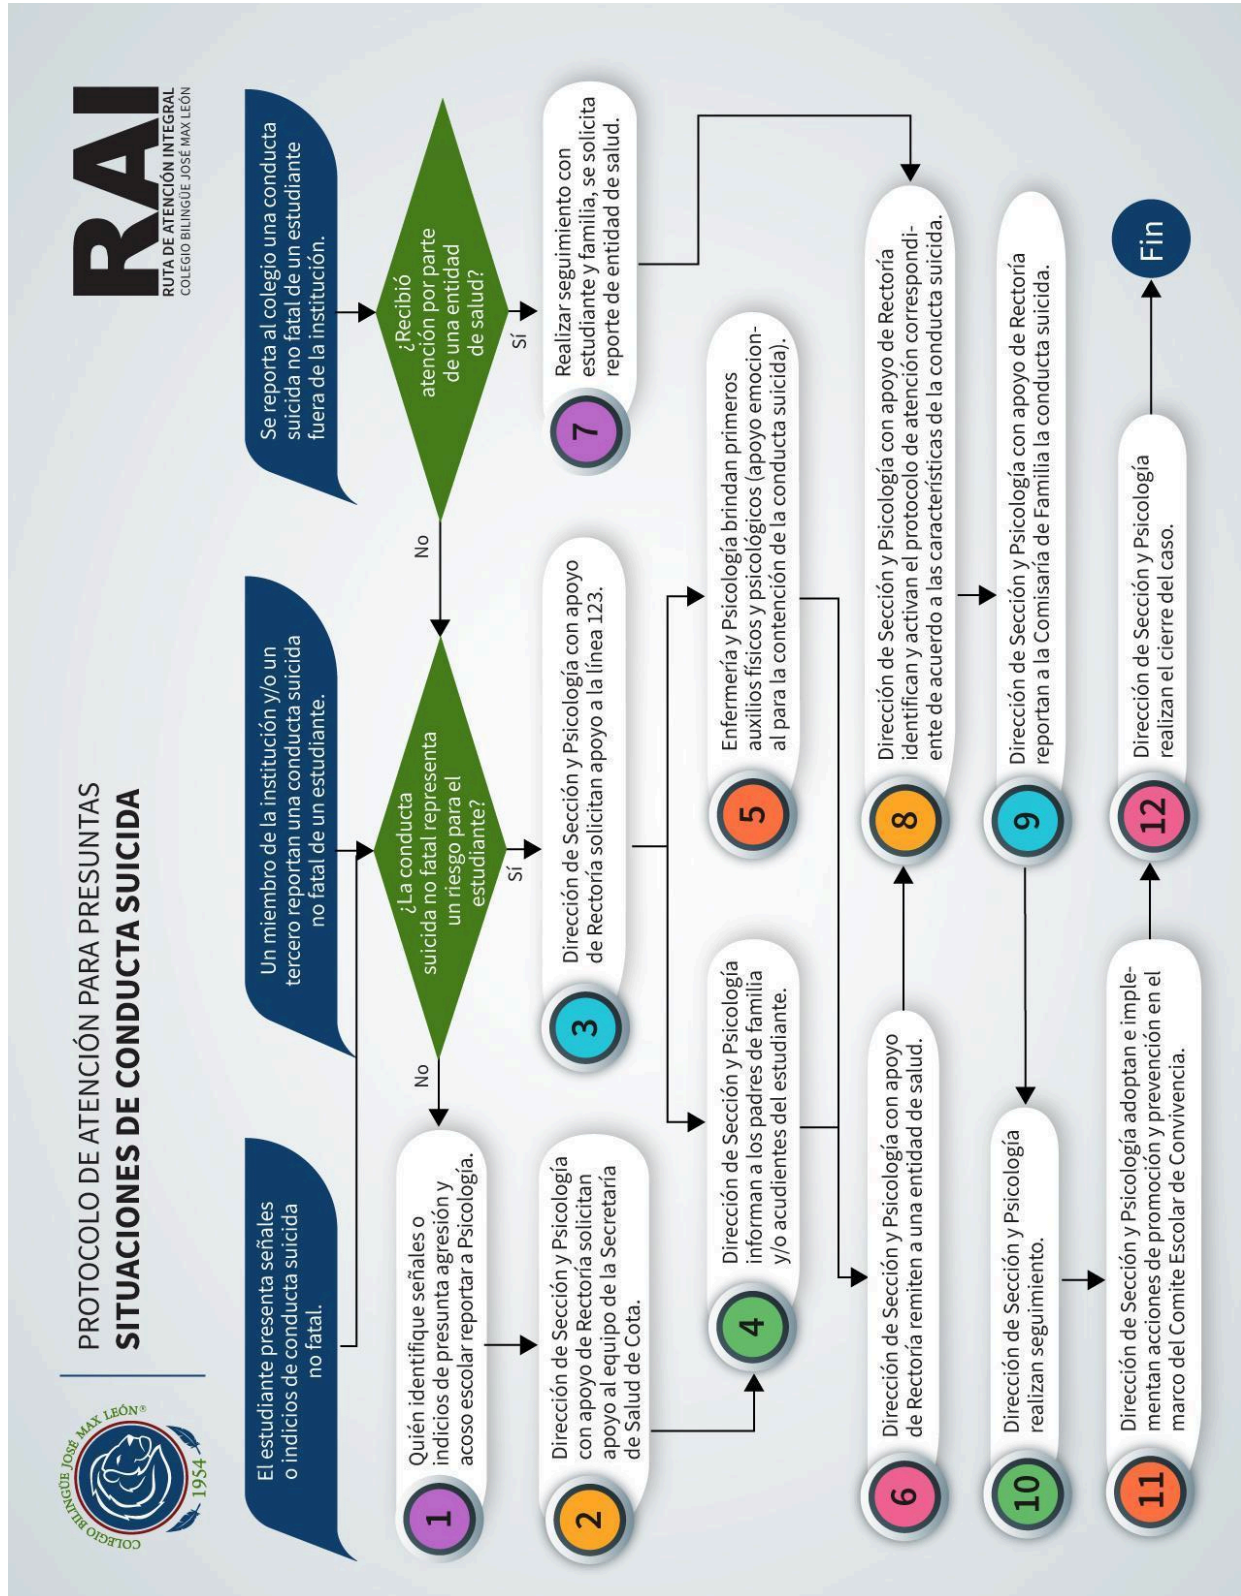 COLEGIO BILINGÜE JOSÉ MAX LEÓN®
1954
PROTOCOLO DE ATENCIÓN PARA PRESUNTAS
SITUACIONES DE CONDUCTA SUICIDA
RAI
RUTA DE ATENCIÓN INTEGRAL
COLEGIO BILINGÜE JOSÉ MAX LEÓN
El estudiante presenta señales
o indicios de conducta suicida
no fatal.
Un miembro de la institución y/o un
tercero reportan una conducta suicida
no fatal de un estudiante.
Se reporta al colegio una conducta
suicida no fatal de un estudiante
fuera de la institución.
¿La conducta
suicida no fatal representa
un riesgo para el
estudiante?
No
Sí
¿Recibió
atención por parte
de una entidad
de salud?
No
Sí
1
Quién identifique señales o
indicios de presunta agresión y
acoso escolar reportar a Psicología.
2
Dirección de Sección y Psicología
con apoyo de Rectoría solicitan
apoyo al equipo de la Secretaría
de Salud de Cota.
3
Dirección de Sección y Psicología con apoyo
de Rectoría solicitan apoyo a la línea 123.
7
Realizar seguimiento con
estudiante y familia, se solicita
reporte de entidad de salud.
4
Dirección de Sección y Psicología
informan a los padres de familia
y/o acudientes del estudiante.
5
Enfermería y Psicología brindan primeros
auxilios físicos y psicológicos (apoyo emocion-
al para la contención de la conducta suicida).
6
Dirección de Sección y Psicología con apoyo
de Rectoría remiten a una entidad de salud.
8
Dirección de Sección y Psicología con apoyo de Rectoría
identifican y activan el protocolo de atención correspondi-
ente de acuerdo a las características de la conducta suicida.
10
Dirección de Sección y Psicología
realizan seguimiento.
9
Dirección de Sección y Psicología con apoyo de Rectoría
reportan a la Comisaría de Familia la conducta suicida.
11
Dirección de Sección y Psicología adoptan e imple-
mentan acciones de promoción y prevención en el
marco del Comite Escolar de Convivencia.
12
Dirección de Sección y Psicología
realizan el cierre del caso.
Fin